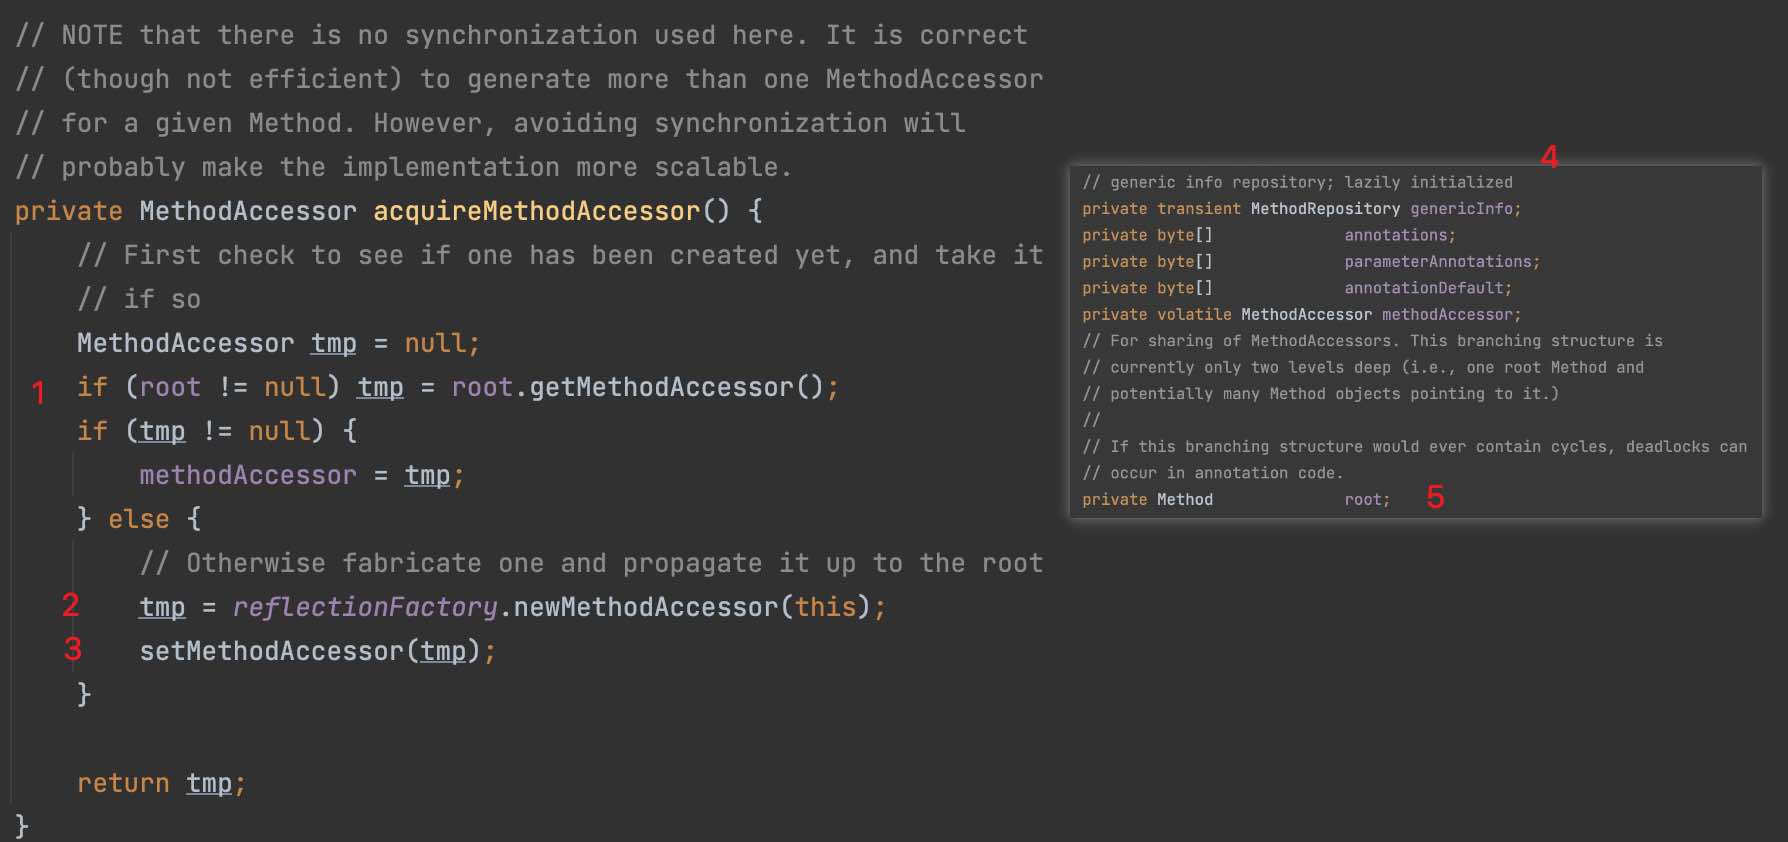 // NOTE that there is no synchronization used here. It is correct
// (though not efficient) to generate more than one MethodAccessor
// for a given Method. However, avoiding synchronization will
// probably make the implementation more scalable.
private MethodAccessor acquireMethodAccessor() {
// First check to see if one has been created yet, and take it
// if so
MethodAccessor tmp = null;
1 if (root != null) tmp = root.getMethodAccessor();
if (tmp != null) {
methodAccessor = tmp;
} else {
// Otherwise fabricate one and propagate it up to the root
2 tmp = reflectionFactory.newMethodAccessor(this);
3 setMethodAccessor(tmp);
}
return tmp;
}
4
// generic info repository; lazily initialized
private transient MethodRepository genericInfo;
private byte[] annotations;
private byte[] parameterAnnotations;
private byte[] annotationDefault;
private volatile MethodAccessor methodAccessor;
// For sharing of MethodAccessors. This branching structure is
// currently only two levels deep (i.e., one root Method and
// potentially many Method objects pointing to it.)
//
// If this branching structure would ever contain cycles, deadlocks can
// occur in annotation code.
private Method root; 5